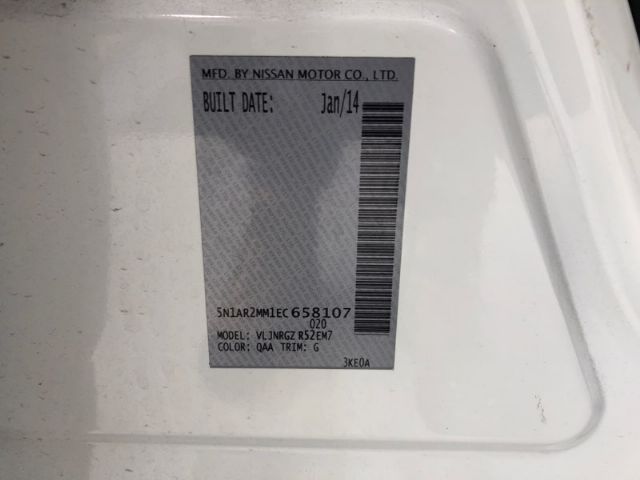 MFD. BY NISSAN MOTOR CO., LTD.
BUILT DATE: Jan/14
5N1AR2MM1EC658107
020
MODEL: VLJNRGZ R52EM7
COLOR: QAA TRIM: G
3KE0A